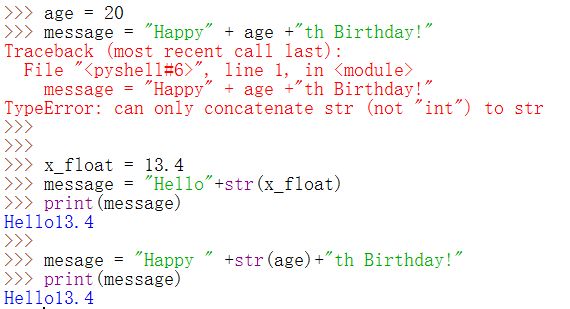 >>> age = 20
>>> message = "Happy" + age +"th Birthday!"
Traceback (most recent call last):
  File "<pyshell#6>", line 1, in <module>
    message = "Happy" + age +"th Birthday!"
TypeError: can only concatenate str (not "int") to str
>>>
>>>
>>> x_float = 13.4
>>> message = "Hello"+str(x_float)
>>> print(message)
Hello13.4
>>>
>>> mesage = "Happy " +str(age)+"th Birthday!"
>>> print(message)
Hello13.4